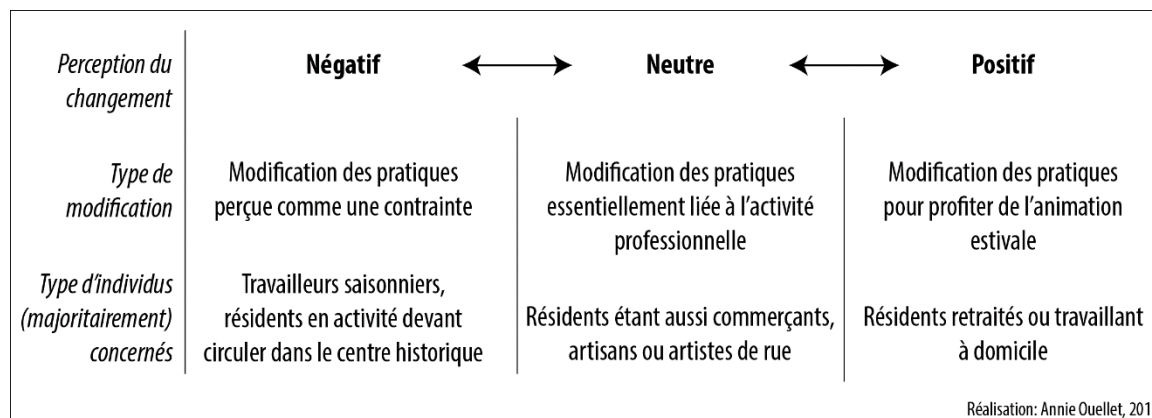 Perception du
changement
Négatif
Neutre
Positif
Type de
modification
Modification des pratiques
perçue comme une contrainte
Modification des pratiques
essentiellement liée à l’activité
professionnelle
Modification des pratiques
pour profiter de l’animation
estivale
Type d’individus
(majoritairement)
concernés
Travailleurs saisonniers,
résidents en activité devant
circuler dans le centre historique
Résidents étant aussi commerçants,
artisans ou artistes de rue
Résidents retraités ou travaillant
à domicile
Réalisation: Annie Ouellet,